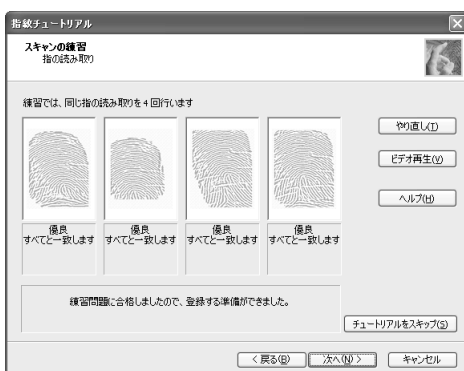 指紋チュートリアル
スキャンの練習
指の読み取り
練習では、同じ指の読み取りを4回行います
やり直し(T)
ビデオ再生(V)
ヘルプ(H)
優良
すべてと一致します
優良
すべてと一致します
優良
すべてと一致します
優良
すべてと一致します
練習問題に合格しましたので、登録する準備ができました。
チュートリアルをスキップ(S)
< 戻る(B)
次へ(N) >
キャンセル